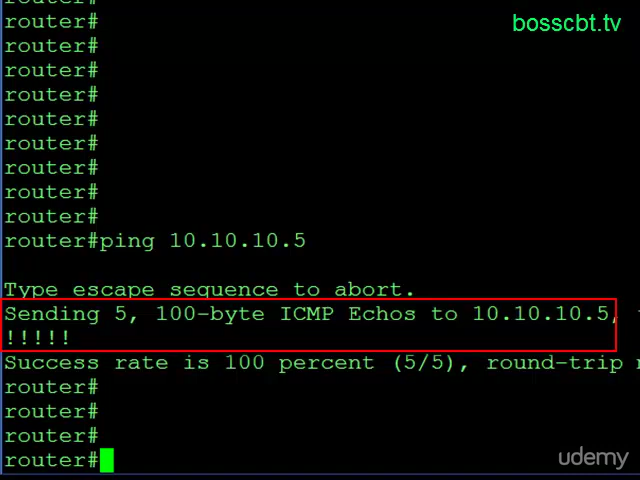 router#
bosscbt.tv
router#
router#
router#
router#
router#
router#
router#
router#
router#
router#ping 10.10.10.5
Type escape sequence to abort.
Sending 5, 100-byte ICMP Echos to 10.10.10.5,
!!!!!
Success rate is 100 percent (5/5), round-trip
router#
router#
router#
router#
udemy